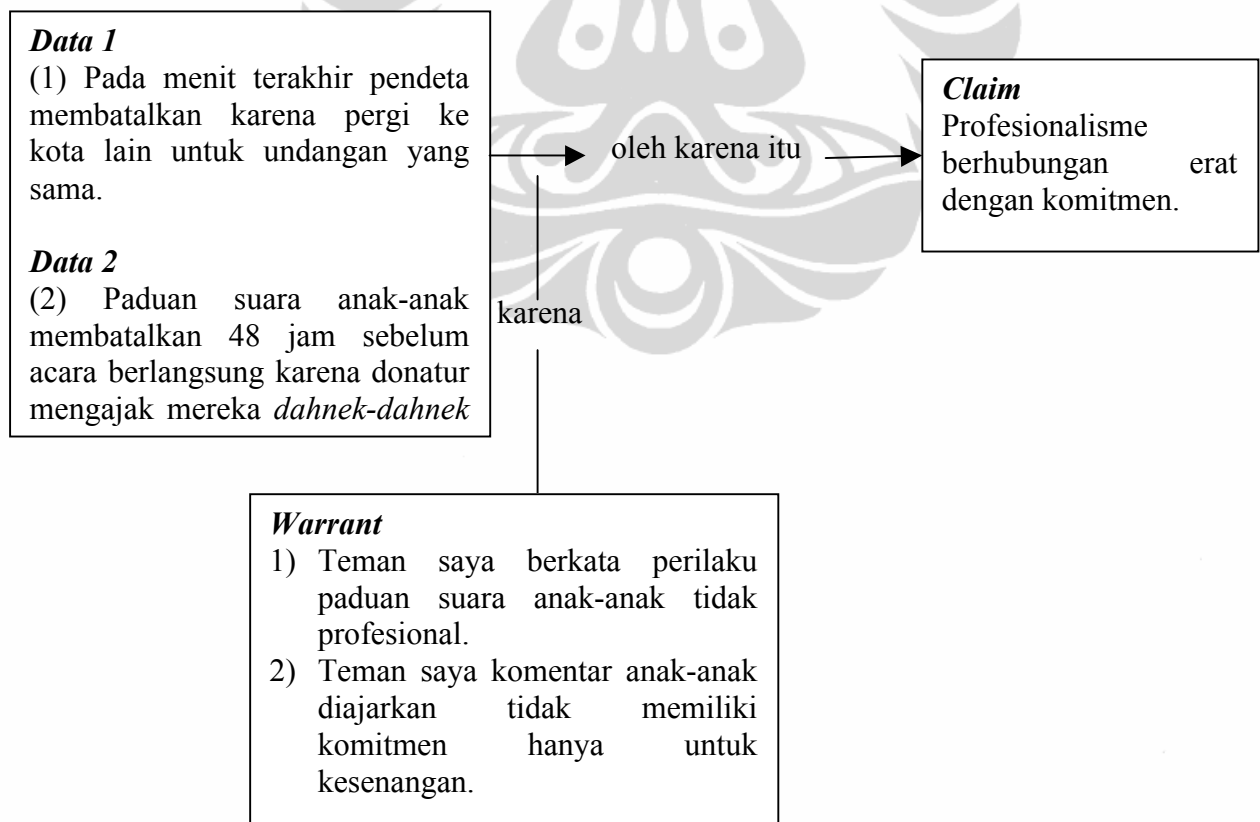 Data 1
(1) Pada menit terakhir pendeta
membatalkan karena pergi ke
kota lain untuk undangan yang
sama.
Data 2
(2) Paduan suara anak-anak
membatalkan 48 jam sebelum
acara berlangsung karena donatur
mengajak mereka dahnek-dahnek
oleh karena itu
karena
Claim
Profesionalisme
berhubungan erat
dengan komitmen.
Warrant
1) Teman saya berkata perilaku
paduan suara anak-anak tidak
profesional.
2) Teman saya komentar anak-anak
diajarkan tidak memiliki
komitmen hanya untuk
kesenangan.